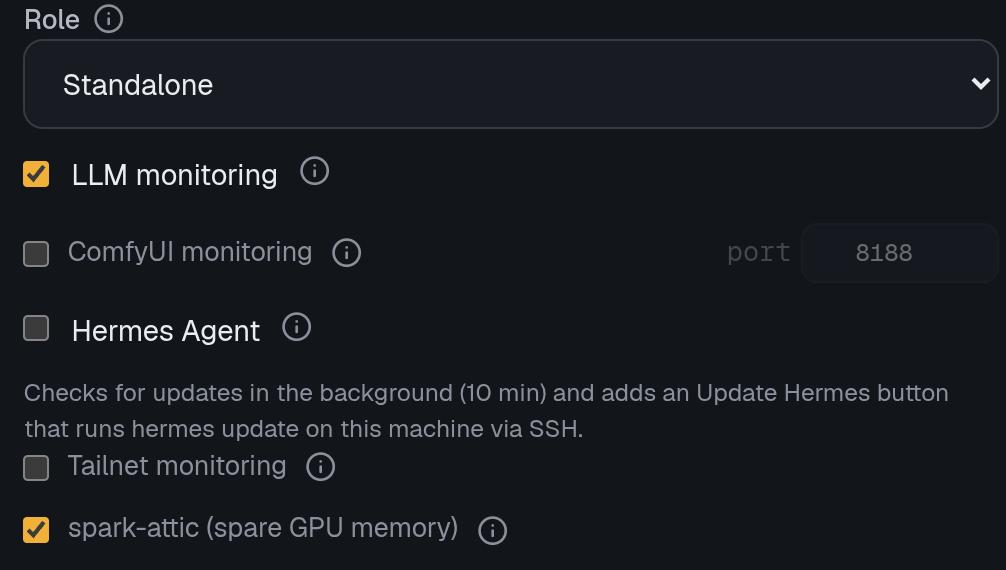 Role
Standalone
LLM monitoring
ComfyUI monitoring port 8188
Hermes Agent
Checks for updates in the background (10 min) and adds an Update Hermes button
that runs hermes update on this machine via SSH.
Tailnet monitoring
spark-attic (spare GPU memory)